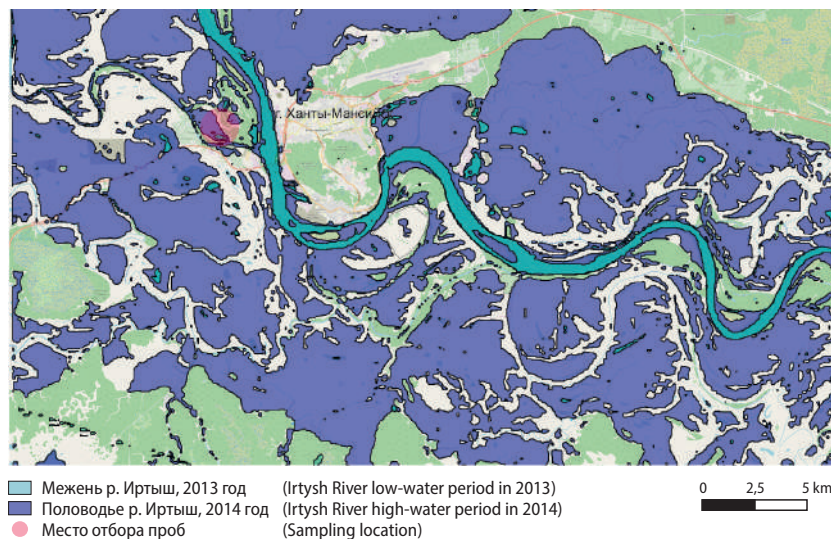 г. Ханты-Манси
Межень р. Иртыш, 2013 год (Irtysh River low-water period in 2013)
Половодье р. Иртыш, 2014 год (Irtysh River high-water period in 2014)
Место отбора проб (Sampling location)
0 2,5 5 km